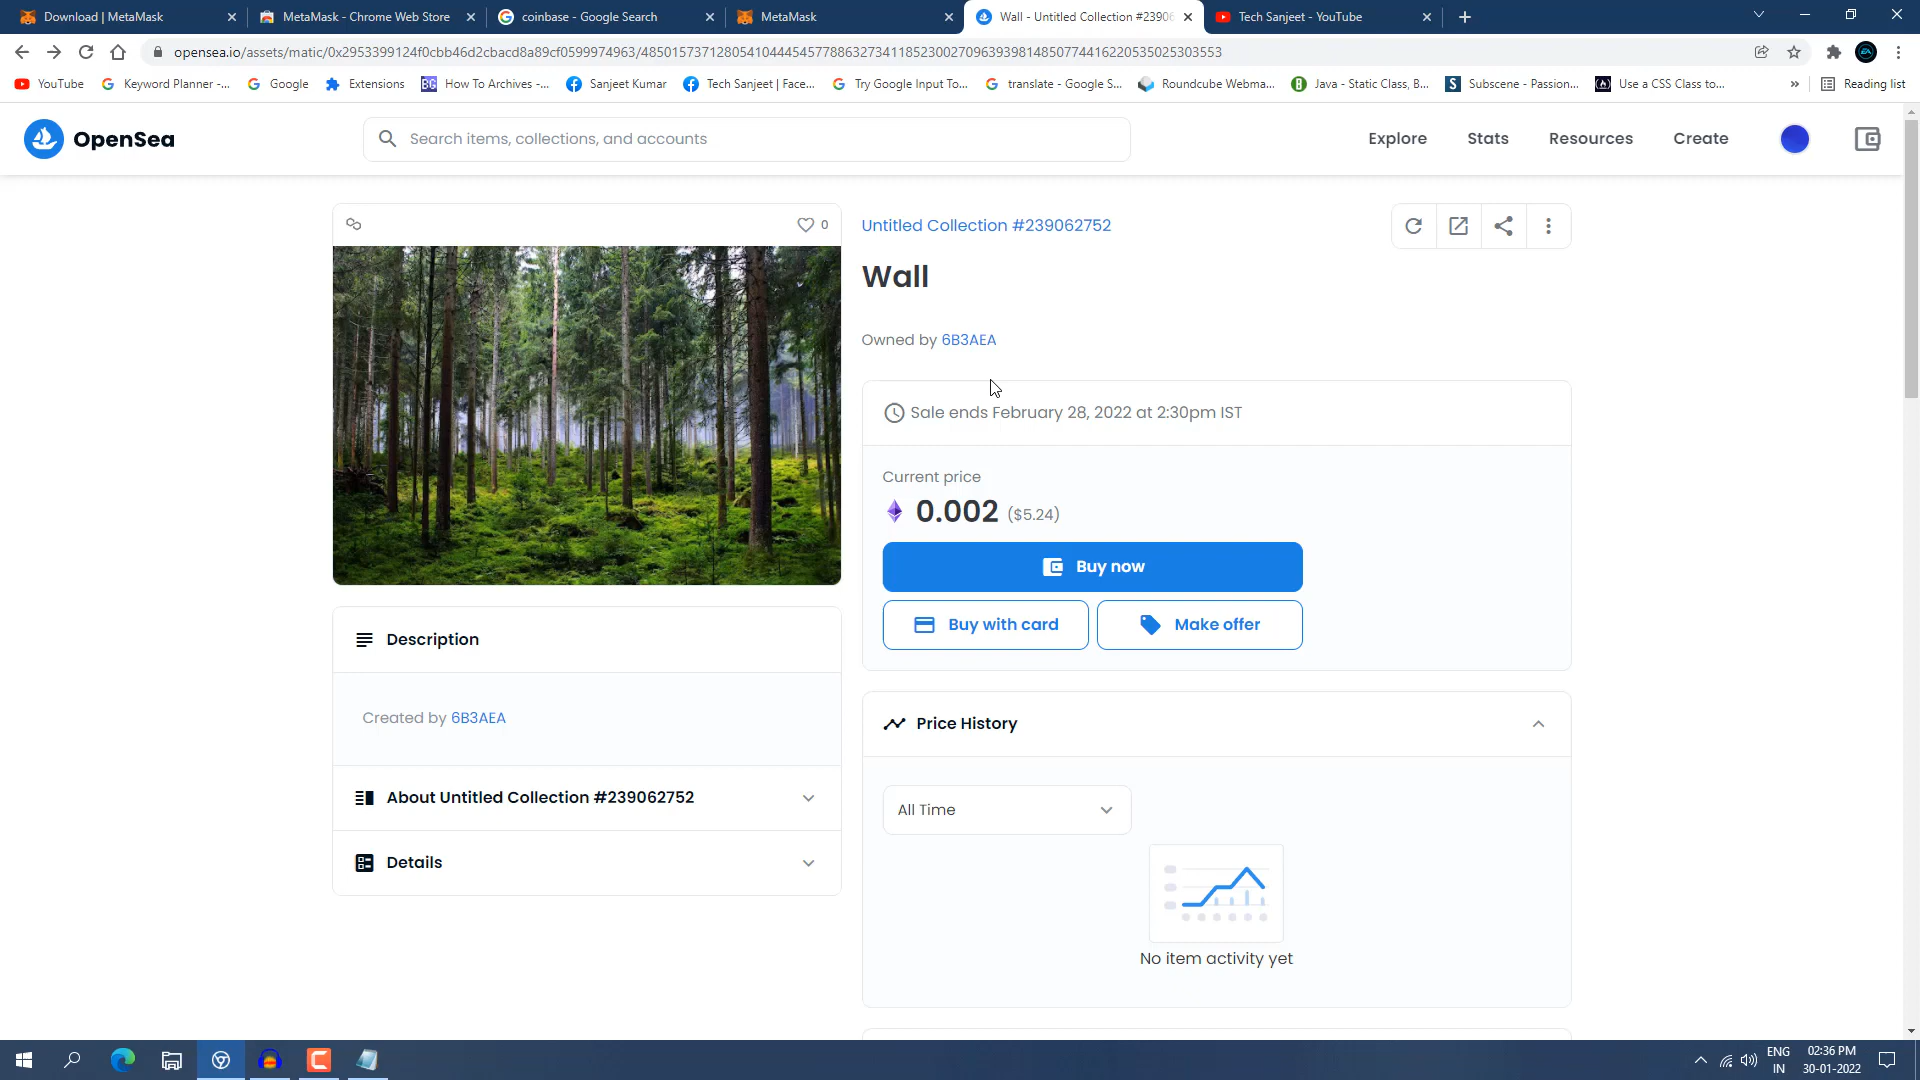 Download | MetaMask
MetaMask - Chrome Web Store
coinbase - Google Search
MetaMask
Wall - Untitled Collection #23906
Tech Sanjeet - YouTube
opensea.io/assets/matic/0x2953399124f0cbb46d2cbacd8a89cf0599974963/48501573712805410444545778863273411852300270963939814850774416220535025303553
YouTube
Keyword Planner -...
Google
Extensions
How To Archives -...
Sanjeet Kumar
Tech Sanjeet | Face...
Try Google Input To...
translate - Google S...
Roundcube Webma...
Java - Static Class, B...
Subscene - Passion...
Use a CSS Class to...
»
Reading list
OpenSea
Search items, collections, and accounts
Explore
Stats
Resources
Create
0
Untitled Collection #239062752
Wall
Owned by 6B3AEA
Sale ends February 28, 2022 at 2:30pm IST
Current price
0.002 ($5.24)
Buy now
Buy with card
Make offer
Description
Created by 6B3AEA
About Untitled Collection #239062752
Details
Price History
All Time
No item activity yet
ENG
IN
02:36 PM
30-01-2022